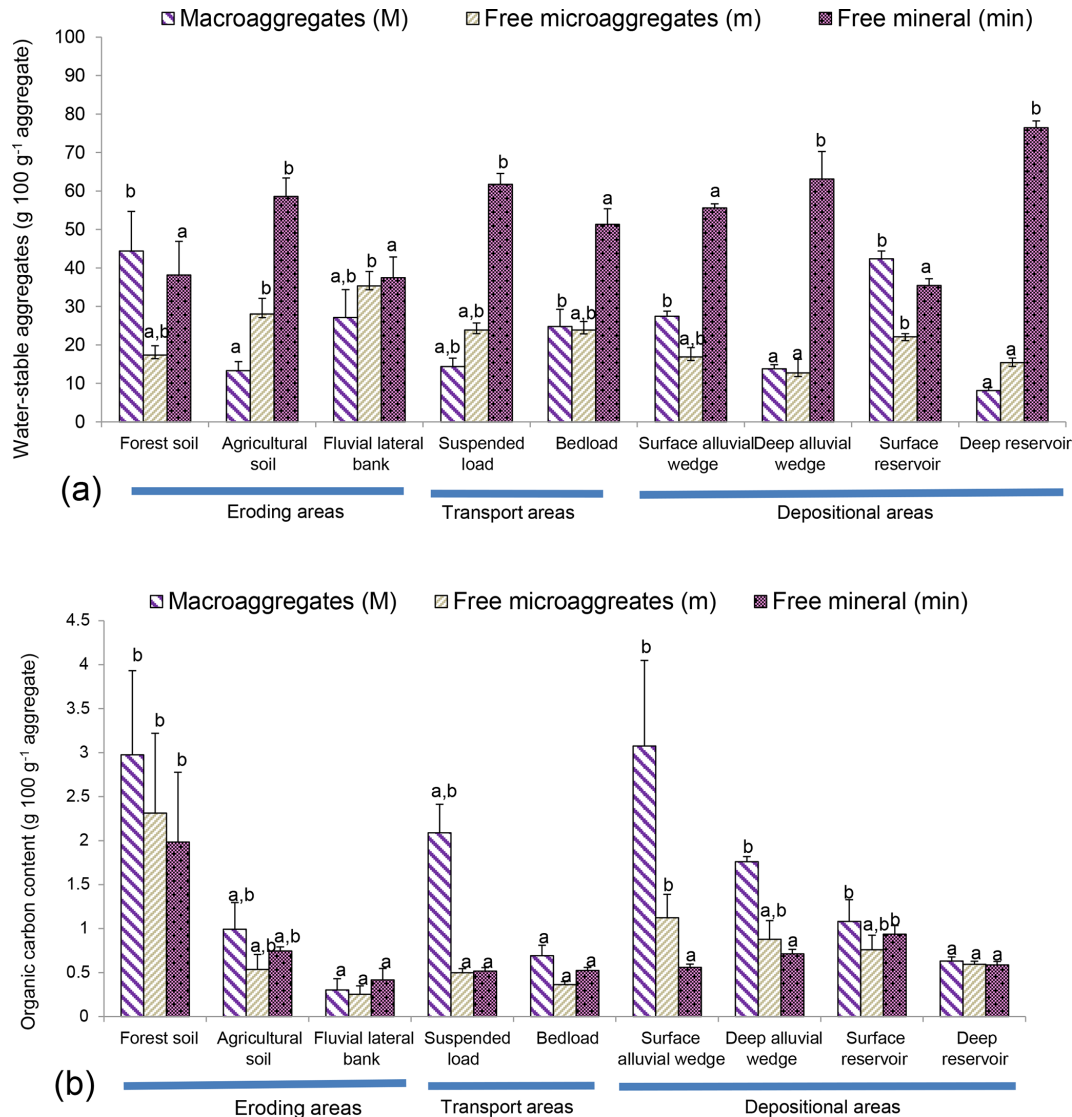 Macroaggregates (M) Free microaggregates (m) Free mineral (min)
Water-stable aggregates (g 100 g-1 aggregate)
100
90
80
70
60
50
40
30
20
10
0
b a,b a a b b a,b b a a,b a,b b b a,b a b a,b a a a b b b a a a b
Forest soil Agricultural soil Fluvial lateral bank Suspended load Bedload Surface alluvial wedge Deep alluvial wedge Surface reservoir Deep reservoir
(a)
Eroding areas Transport areas Depositional areas
Macroaggregates (M) Free microaggreates (m) Free mineral (min)
Organic carbon content (g 100 g-1 aggregate)
4.5
4
3.5
3
2.5
2
1.5
1
0.5
0
b b b a,b a,b a,b a a a a,b a a a a a b b a b a,b a b a,b b a a a
Forest soil Agricultural soil Fluvial lateral bank Suspended load Bedload Surface alluvial wedge Deep alluvial wedge Surface reservoir Deep reservoir
(b)
Eroding areas Transport areas Depositional areas